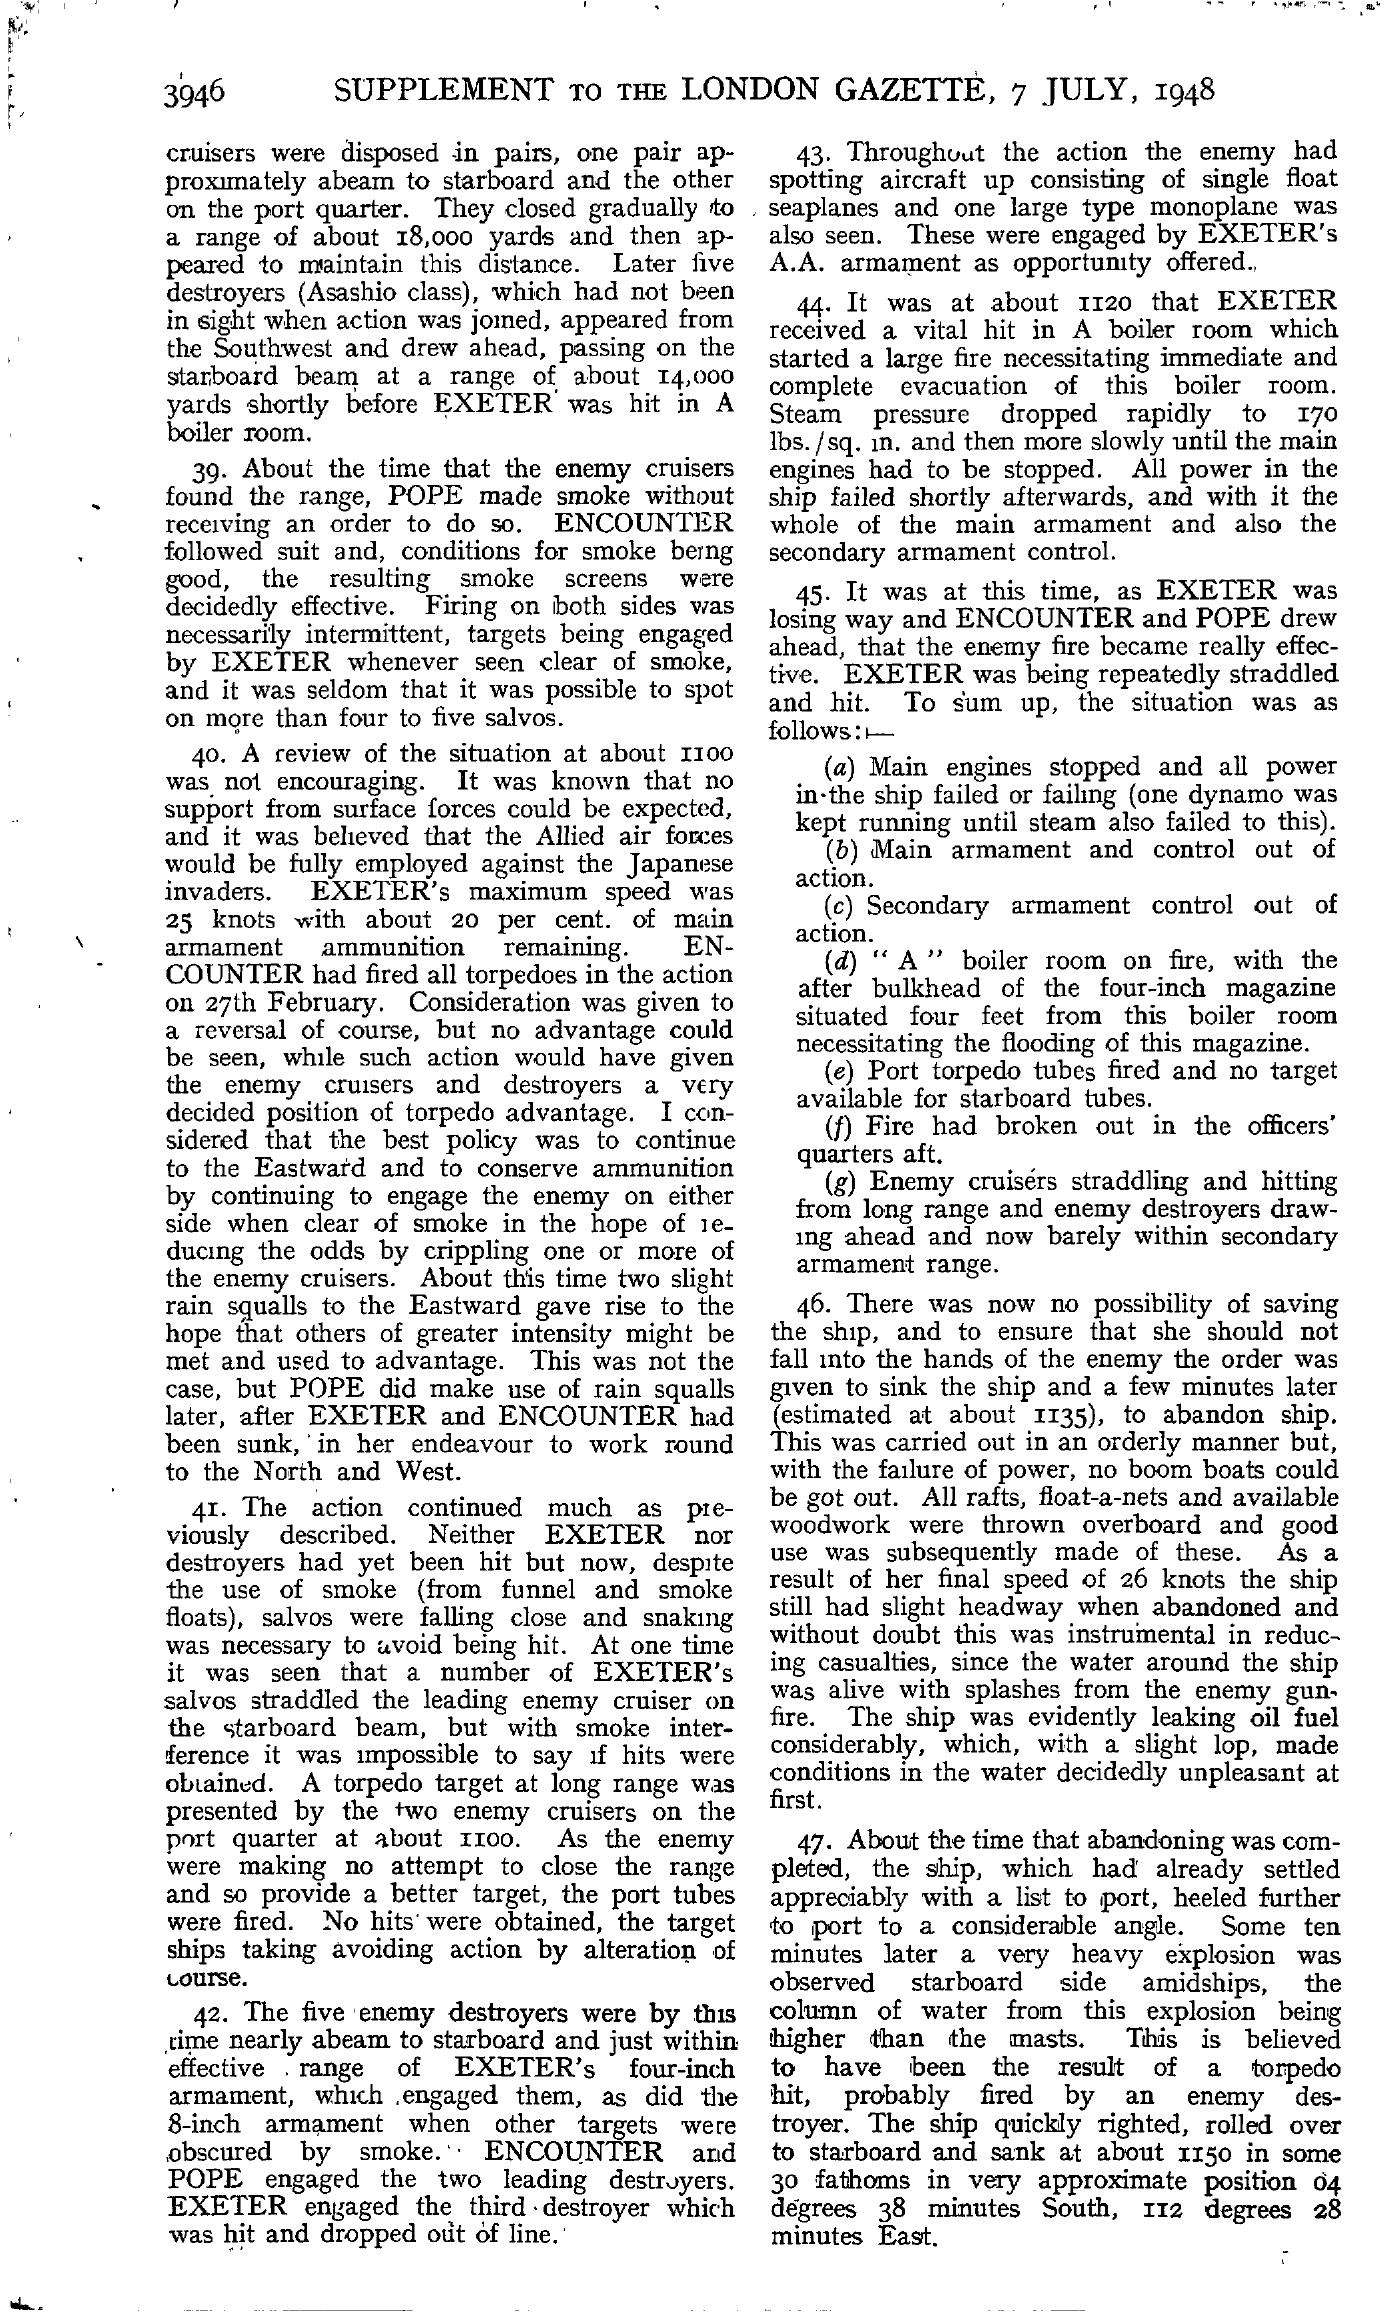 3946 SUPPLEMENT TO THE LONDON GAZETTE, 7 JULY, 1948
cruisers were disposed in pairs, one pair ap-
proximately abeam to starboard and the other
on the port quarter. They closed gradually to
a range of about 18,000 yards and then ap-
peared to maintain this distance. Later five
destroyers (Asashio class), which had not been
in sight when action was joined, appeared from
the Southwest and drew ahead, passing on the
starboard beam at a range of about 14,000
yards shortly before EXETER was hit in A
boiler room.
39. About the time that the enemy cruisers
found the range, POPE made smoke without
receiving an order to do so. ENCOUNTER
followed suit and, conditions for smoke being
good, the resulting smoke screens were
decidedly effective. Firing on both sides was
necessarily intermittent, targets being engaged
by EXETER whenever seen clear of smoke,
and it was seldom that it was possible to spot
on more than four to five salvos.
40. A review of the situation at about 1100
was not encouraging. It was known that no
support from surface forces could be expected,
and it was believed that the Allied air forces
would be fully employed against the Japanese
invaders. EXETER's maximum speed was
25 knots with about 20 per cent. of main
armament ammunition remaining. EN-
COUNTER had fired all torpedoes in the action
on 27th February. Consideration was given to
a reversal of course, but no advantage could
be seen, while such action would have given
the enemy cruisers and destroyers a very
decided position of torpedo advantage. I con-
sidered that the best policy was to continue
to the Eastward and to conserve ammunition
by continuing to engage the enemy on either
side when clear of smoke in the hope of re-
ducing the odds by crippling one or more of
the enemy cruisers. About this time two slight
rain squalls to the Eastward gave rise to the
hope that others of greater intensity might be
met and used to advantage. This was not the
case, but POPE did make use of rain squalls
later, after EXETER and ENCOUNTER had
been sunk, in her endeavour to work round
to the North and West.
41. The action continued much as pre-
viously described. Neither EXETER nor
destroyers had yet been hit but now, despite
the use of smoke (from funnel and smoke
floats), salvos were falling close and snaking
was necessary to avoid being hit. At one time
it was seen that a number of EXETER's
salvos straddled the leading enemy cruiser on
the starboard beam, but with smoke inter-
ference it was impossible to say if hits were
obtained. A torpedo target at long range was
presented by the two enemy cruisers on the
port quarter at about 1100. As the enemy
were making no attempt to close the range
and so provide a better target, the port tubes
were fired. No hits were obtained, the target
ships taking avoiding action by alteration of
course.
42. The five enemy destroyers were by this
time nearly abeam to starboard and just within
effective range of EXETER's four-inch
armament, which engaged them, as did the
8-inch armament when other targets were
obscured by smoke. ENCOUNTER and
POPE engaged the two leading destroyers.
EXETER engaged the third destroyer which
was hit and dropped out of line.
43. Throughout the action the enemy had
spotting aircraft up consisting of single float
seaplanes and one large type monoplane was
also seen. These were engaged by EXETER's
A.A. armament as opportunity offered.
44. It was at about 1120 that EXETER
received a vital hit in A boiler room which
started a large fire necessitating immediate and
complete evacuation of this boiler room.
Steam pressure dropped rapidly to 170
lbs./sq. in. and then more slowly until the main
engines had to be stopped. All power in the
ship failed shortly afterwards, and with it the
whole of the main armament and also the
secondary armament control.
45. It was at this time, as EXETER was
losing way and ENCOUNTER and POPE drew
ahead, that the enemy fire became really effec-
tive. EXETER was being repeatedly straddled
and hit. To sum up, the situation was as
follows:—
(a) Main engines stopped and all power
in the ship failed or failing (one dynamo was
kept running until steam also failed to this).
(b) Main armament and control out of
action.
(c) Secondary armament control out of
action.
(d) "A" boiler room on fire, with the
after bulkhead of the four-inch magazine
situated four feet from this boiler room
necessitating the flooding of this magazine.
(e) Port torpedo tubes fired and no target
available for starboard tubes.
(f) Fire had broken out in the officers'
quarters aft.
(g) Enemy cruisers straddling and hitting
from long range and enemy destroyers draw-
ing ahead and now barely within secondary
armament range.
46. There was now no possibility of saving
the ship, and to ensure that she should not
fall into the hands of the enemy the order was
given to sink the ship and a few minutes later
(estimated at about 1135), to abandon ship.
This was carried out in an orderly manner but,
with the failure of power, no boom boats could
be got out. All rafts, float-a-nets and available
woodwork were thrown overboard and good
use was subsequently made of these. As a
result of her final speed of 26 knots the ship
still had slight headway when abandoned and
without doubt this was instrumental in reduc-
ing casualties, since the water around the ship
was alive with splashes from the enemy gun-
fire. The ship was evidently leaking oil fuel
considerably, which, with a slight lop, made
conditions in the water decidedly unpleasant at
first.
47. About the time that abandoning was com-
pleted, the ship, which had already settled
appreciably with a list to port, heeled further
to port to a considerable angle. Some ten
minutes later a very heavy explosion was
observed starboard side amidships, the
column of water from this explosion being
higher than the masts. This is believed
to have been the result of a torpedo
hit, probably fired by an enemy des-
troyer. The ship quickly righted, rolled over
to starboard and sank at about 1150 in some
30 fathoms in very approximate position 04
degrees 38 minutes South, 112 degrees 28
minutes East.